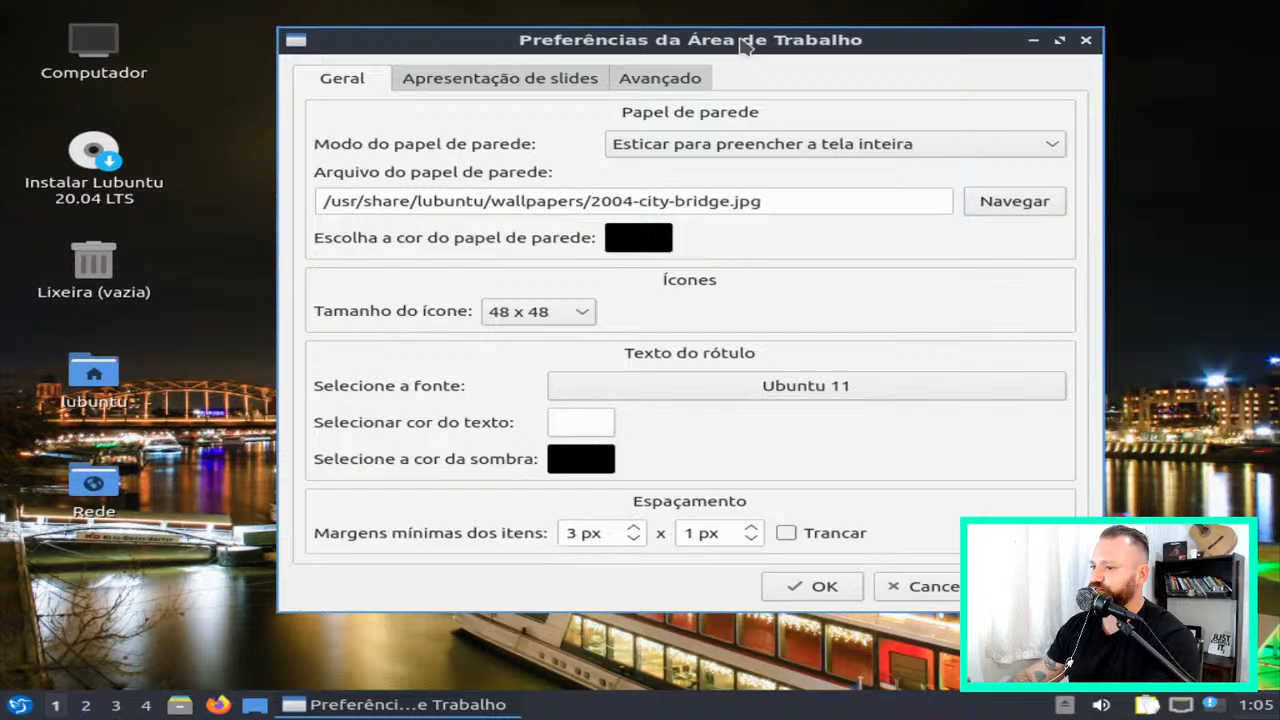 Preferências da Área de Trabalho
Computador
Instalar Lubuntu
20.04 LTS
Lixeira (vazia)
lubuntu
Rede
Geral
Apresentação de slides
Avançado
Papel de parede
Modo do papel de parede:
Esticar para preencher a tela inteira
Arquivo do papel de parede:
/usr/share/lubuntu/wallpapers/2004-city-bridge.jpg
Navegar
Escolha a cor do papel de parede:
Ícones
Tamanho do ícone:
48 x 48
Texto do rótulo
Selecione a fonte:
Ubuntu 11
Selecionar cor do texto:
Selecione a cor da sombra:
Espaçamento
Margens mínimas dos itens:
3 px
x
1 px
Trancar
OK
Cance
1
2
3
4
Preferênci...e Trabalho
1:05